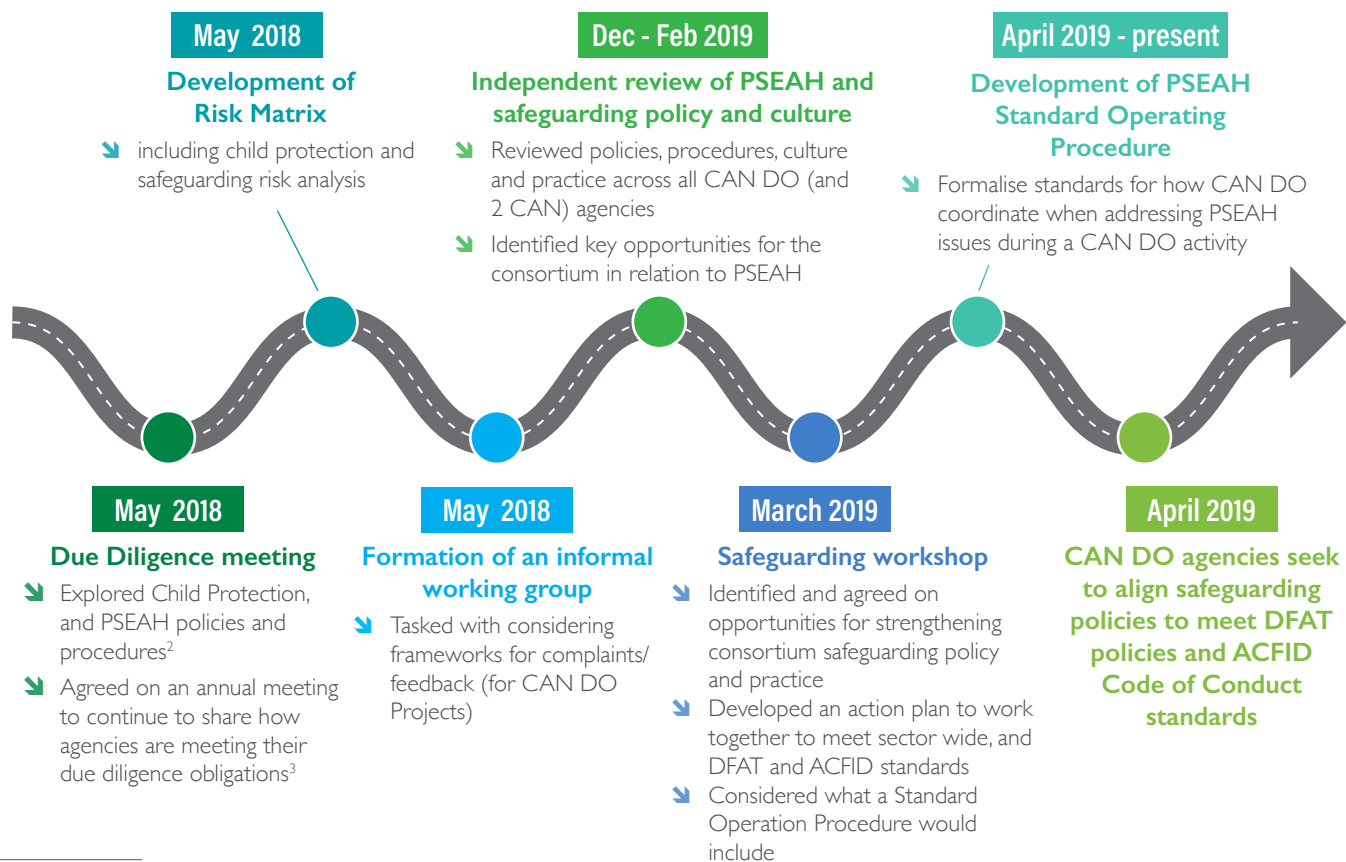 May 2018
Development of
Risk Matrix
including child protection and
safeguarding risk analysis
Dec - Feb 2019
Independent review of PSEAH and
safeguarding policy and culture
Reviewed policies, procedures, culture
and practice across all CAN DO (and
2 CAN) agencies
Identified key opportunities for the
consortium in relation to PSEAH
April 2019 - present
Development of PSEAH
Standard Operating
Procedure
Formalise standards for how CAN DO
coordinate when addressing PSEAH
issues during a CAN DO activity
May 2018
Due Diligence meeting
Explored Child Protection,
and PSEAH policies and
procedures²
Agreed on an annual meeting
to continue to share how
agencies are meeting their
due diligence obligations³
May 2018
Formation of an informal
working group
Tasked with considering
frameworks for complaints/
feedback (for CAN DO
Projects)
March 2019
Safeguarding workshop
Identified and agreed on
opportunities for strengthening
consortium safeguarding policy
and practice
Developed an action plan to work
together to meet sector wide, and
DFAT and ACFID standards
Considered what a Standard
Operation Procedure would
include
April 2019
CAN DO agencies seek
to align safeguarding
policies to meet DFAT
policies and ACFID
Code of Conduct
standards